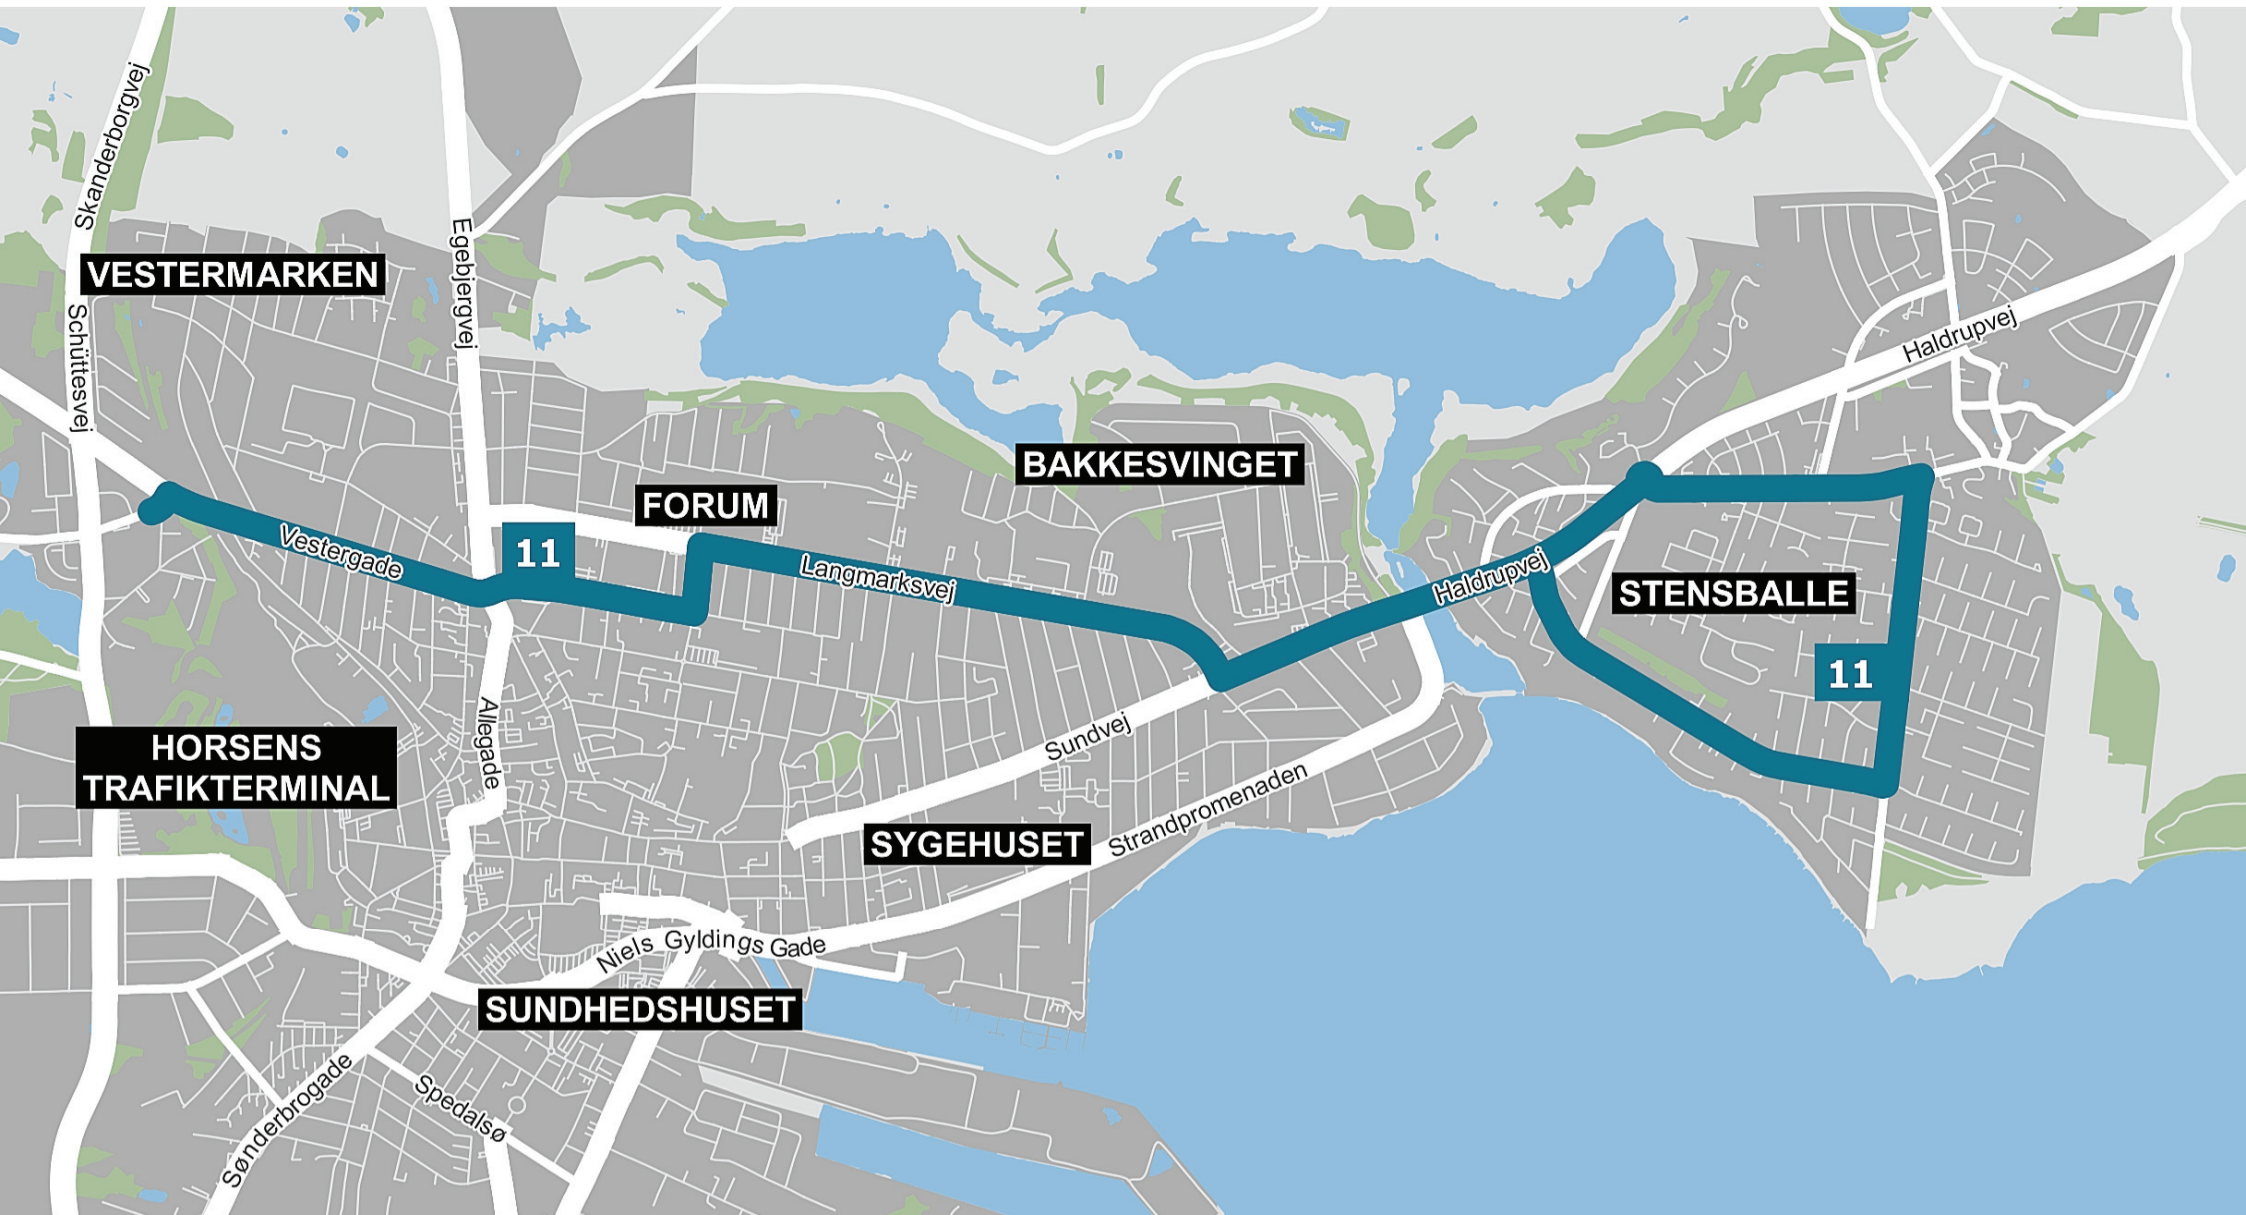 Skanderborgvej
Egebjergvej
VESTERMARKEN
Schüttesvej
Haldrupvej
BAKKESVINGET
FORUM
11
Vestergade
Langmarksvej
Haldrupvej
STENSBALLE
11
Allegade
Sundvej
HORSENS
TRAFIKTERMINAL
Strandpromenaden
SYGEHUSET
Niels Gyldings Gade
SUNDHEDSHUSET
Sønderbrogade
Spedalsø